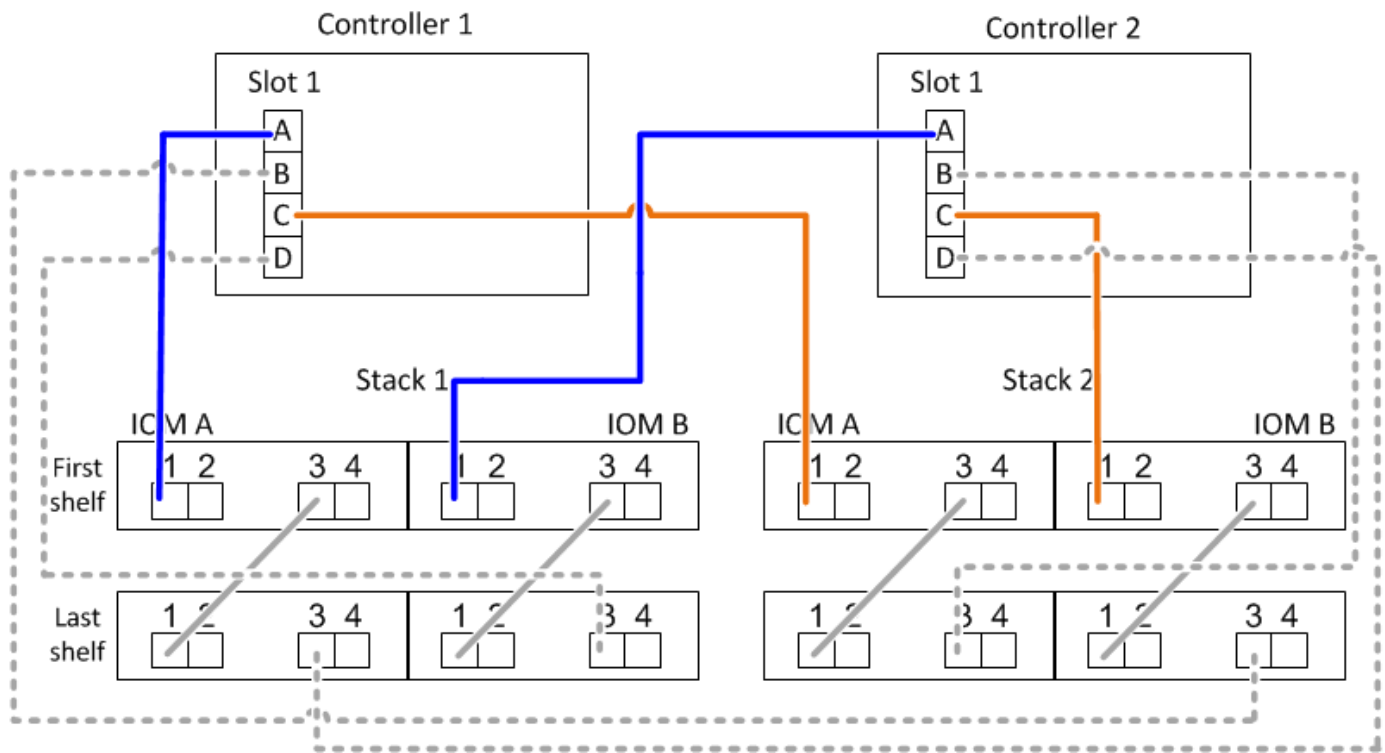 Controller 1
Controller 2
Slot 1
Slot 1
A
A
B
B
C
C
D
D
Stack 1
Stack 2
IOM A
IOM B
IOM A
IOM B
First shelf
1 2 3 4 1 2 3 4 1 2 3 4 1 2 3 4
Last shelf
1 2 3 4 1 2 3 4 1 2 3 4 1 2 3 4